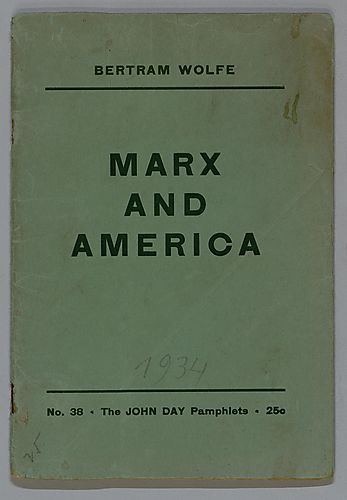 BERTRAM WOLFE
MARX
AND
AMERICA
1934
No. 38 • The JOHN DAY Pamphlets • 25c